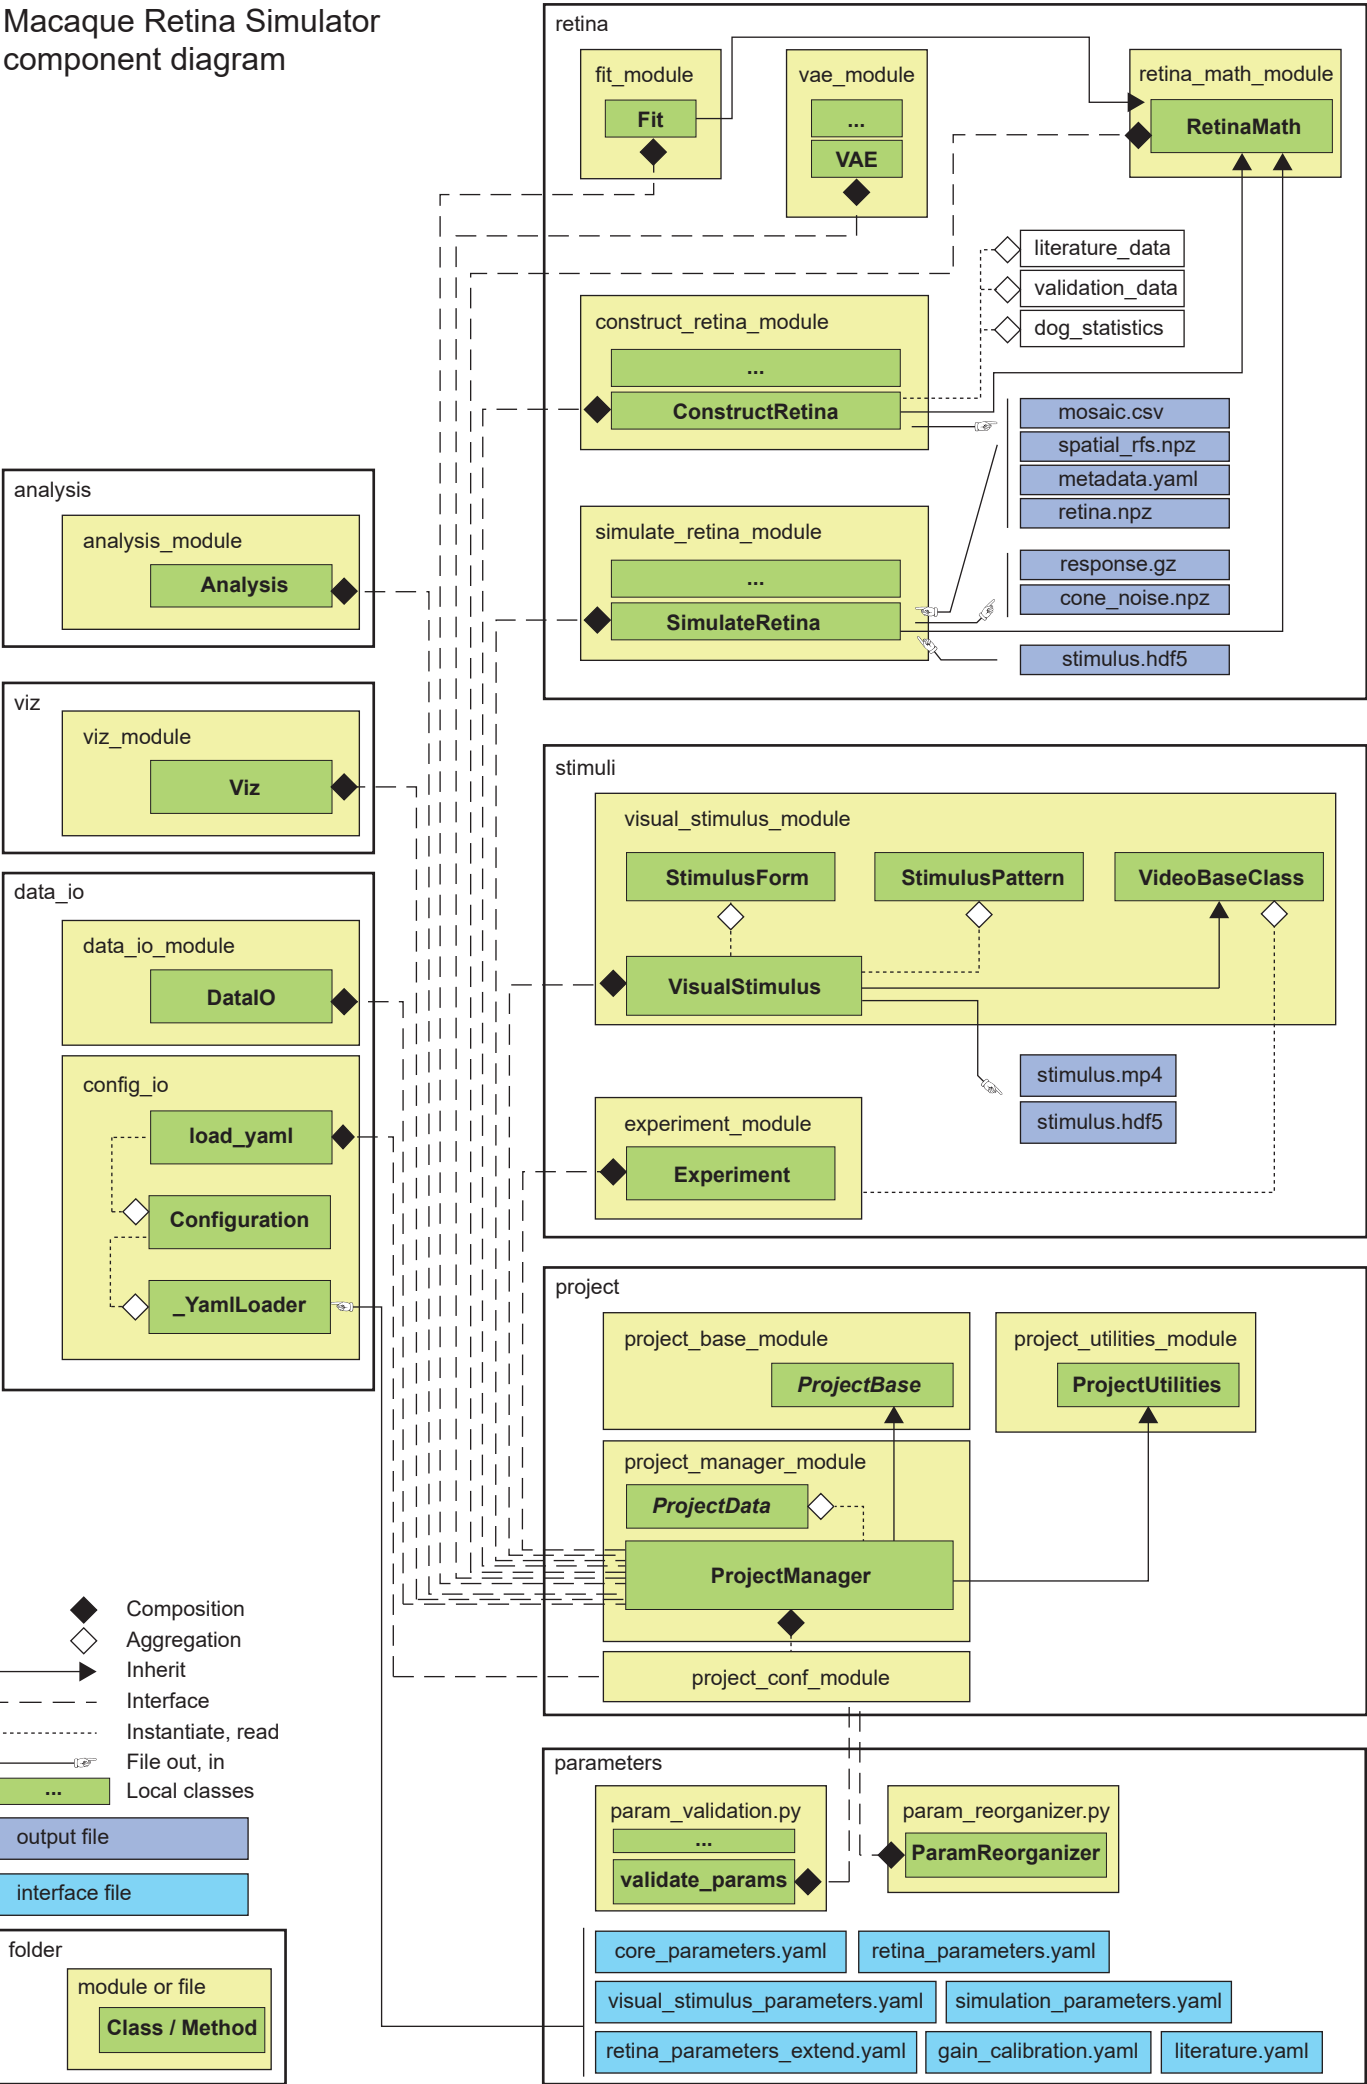 Macaque Retina Simulator
component diagram
retina
fit_module
Fit
vae_module
...
VAE
retina_math_module
RetinaMath
literature_data
validation_data
dog_statistics
construct_retina_module
...
ConstructRetina
mosaic.csv
spatial_rfs.npz
metadata.yaml
retina.npz
simulate_retina_module
...
SimulateRetina
response.gz
cone_noise.npz
stimulus.hdf5
analysis
analysis_module
Analysis
viz
viz_module
Viz
data_io
data_io_module
DataIO
config_io
load_yaml
Configuration
_YamlLoader
stimuli
visual_stimulus_module
StimulusForm
StimulusPattern
VideoBaseClass
VisualStimulus
stimulus.mp4
stimulus.hdf5
experiment_module
Experiment
project
project_base_module
ProjectBase
project_utilities_module
ProjectUtilities
project_manager_module
ProjectData
ProjectManager
project_conf_module
parameters
param_validation.py
...
validate_params
param_reorganizer.py
ParamReorganizer
core_parameters.yaml
retina_parameters.yaml
visual_stimulus_parameters.yaml
simulation_parameters.yaml
retina_parameters_extend.yaml
gain_calibration.yaml
literature.yaml
Composition
Aggregation
Inherit
Interface
Instantiate, read
File out, in
...
Local classes
output file
interface file
folder
module or file
Class / Method